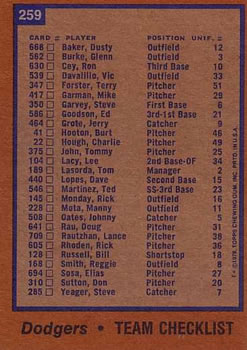 259
CARD # PLAYER POSITION UNIF. #
668 Baker, Dusty Outfield 12
562 Burke, Glenn Outfield 3
630 Cey, Ron Third Base 10
539 Davalillo, Vic Outfield 33
347 Forster, Terry Pitcher 51
417 Garman, Mike Pitcher
350 Garvey, Steve First Base 6
586 Goodson, Ed 3rd-1st Base 21
464 Grote, Jerry Catcher 9
41 Hooton, Burt Pitcher 46
22 Hough, Charlie Pitcher 49
375 John, Tommy Pitcher 25
104 Lacy, Lee 2nd Base-OF 34
189 Lasorda, Tom Manager 2
440 Lopes, Dave Second Base 15
546 Martinez, Ted SS-3rd Base 23
145 Monday, Rick Outfield 16
228 Mota, Manny Outfield 11
508 Oates, Johnny Catcher 5
641 Rau, Doug Pitcher 31
709 Rautzhan, Lance Pitcher
605 Rhoden, Rick Pitcher 36
128 Russell, Bill Shortstop 18
Smith, Reggie Outfield 8
694 Sosa, Elias Pitcher
310 Sutton, Don Pitcher 20
285 Yeager, Steve Catcher 7
TOPPS CHEWING GUM, INC. PRTD. IN U.S.A.
Dodgers • TEAM CHECKLIST